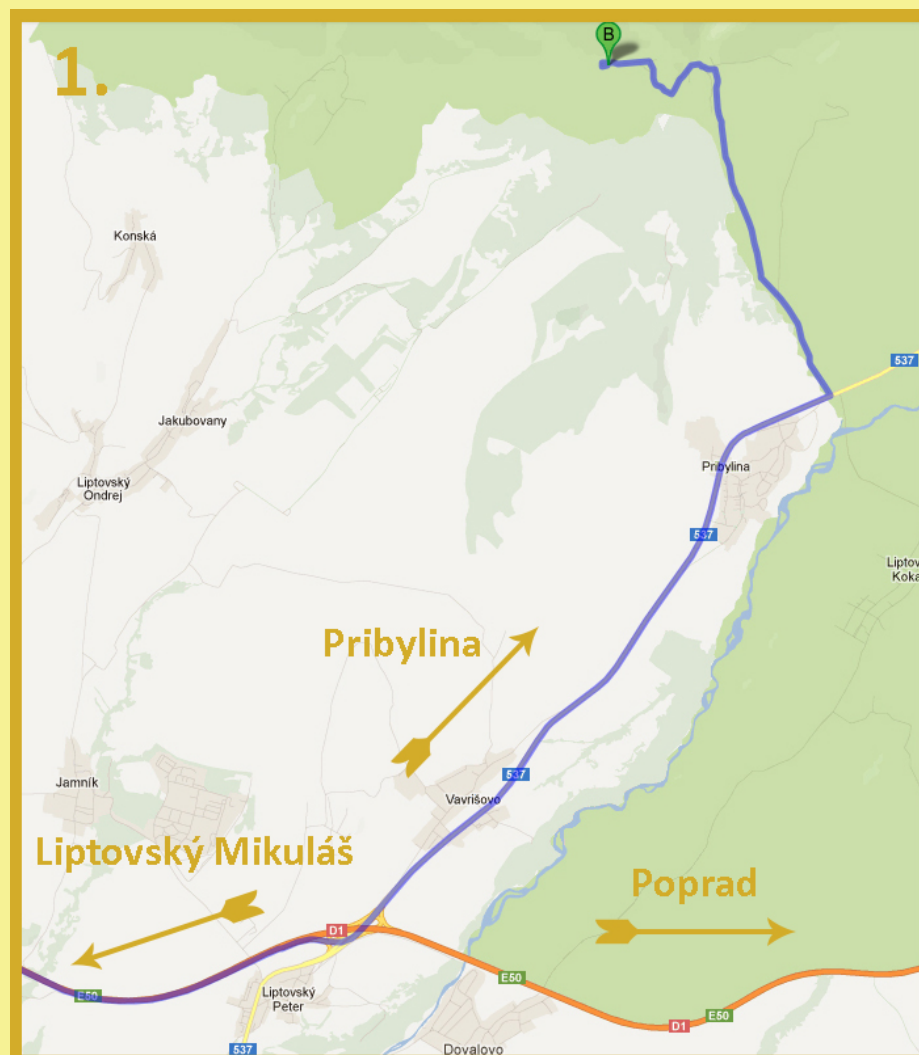 B
1.
Konská
537
Jakubovany
Pribylina
Liptovský
Ondrej
537
Liptov
Koka
Pribylina
537
Jamník
Vavrišovo
Liptovský Mikuláš
Poprad
D1
E50
E50
Liptovský
Peter
E50
D1
537
Dovalovo